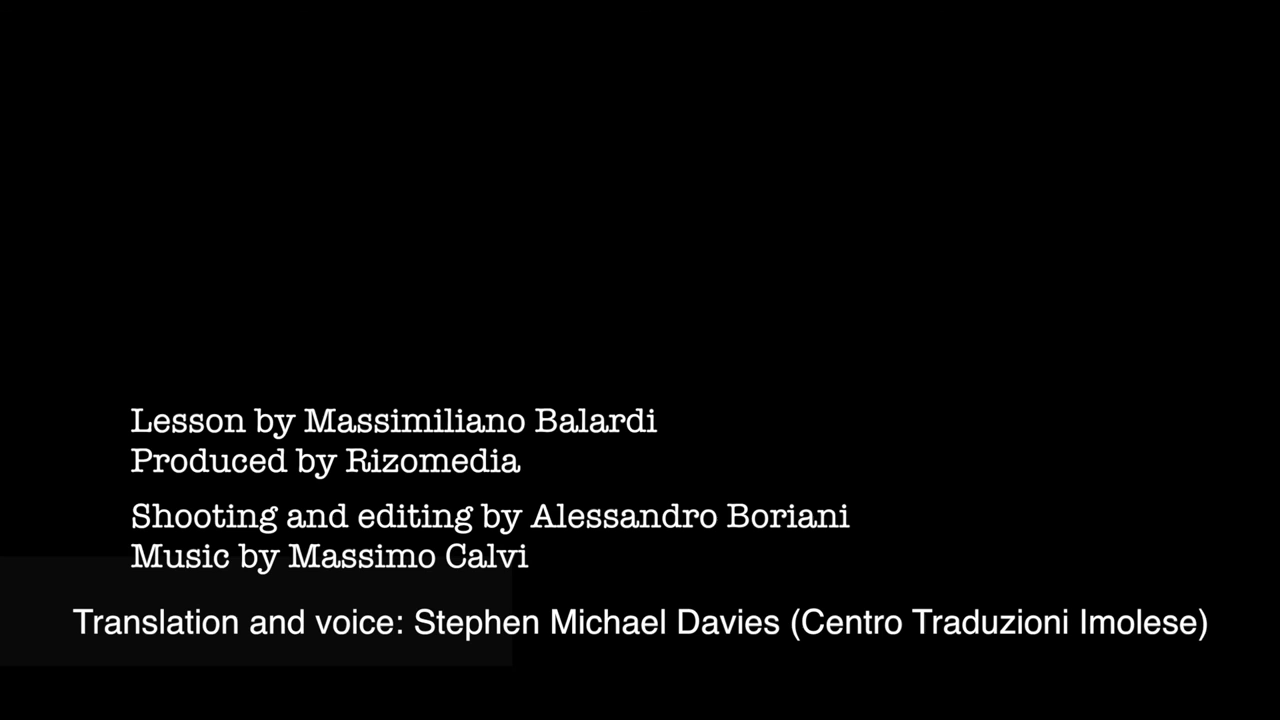 Lesson by Massimiliano Balardi
Produced by Rizomedia
Shooting and editing by Alessandro Boriani
Music by Massimo Calvi
Translation and voice: Stephen Michael Davies (Centro Traduzioni Imolese)